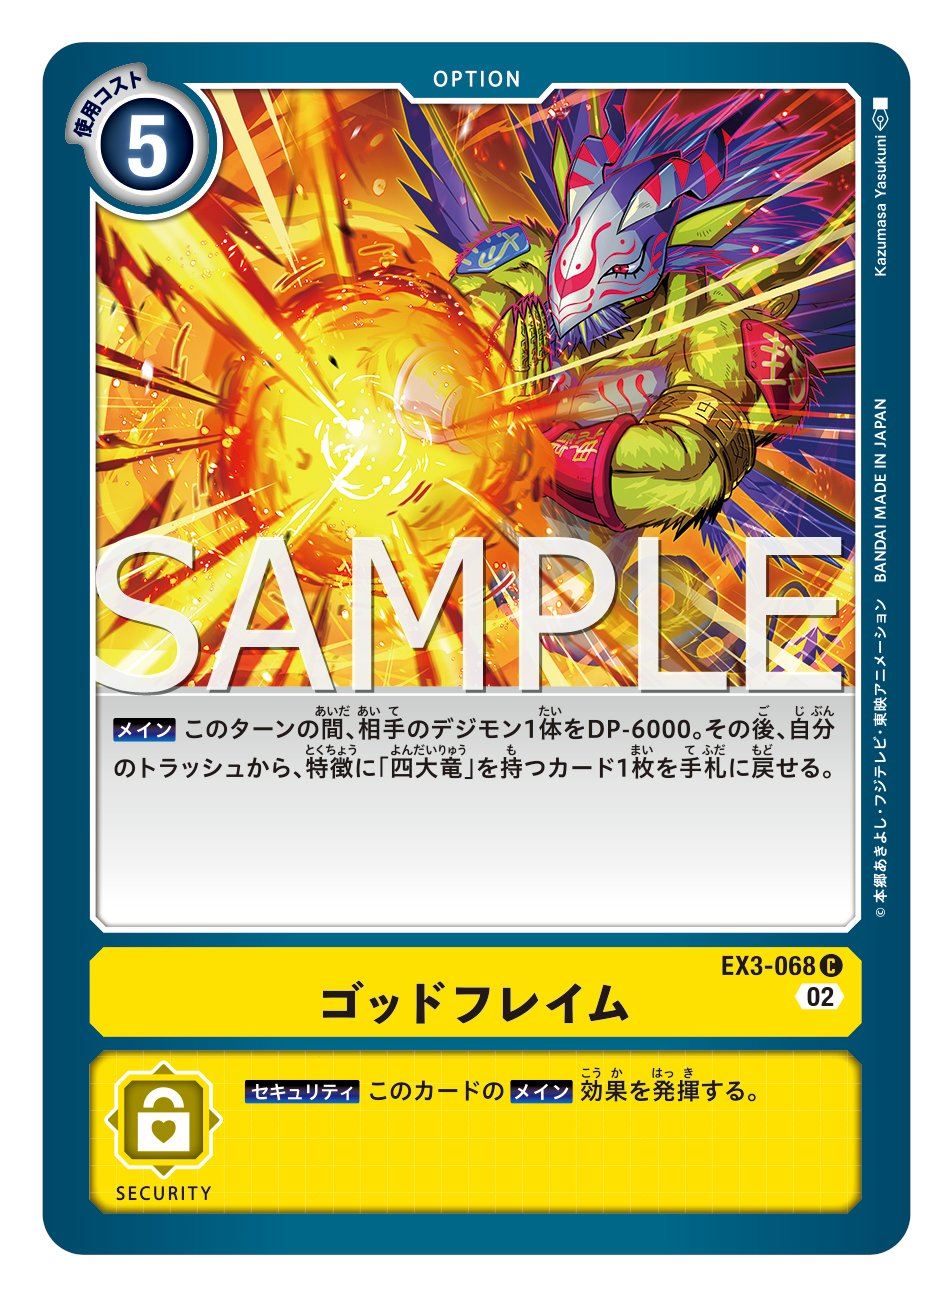 OPTION
使用コスト
5
Kazumasa Yasukuni
BANDAI MADE IN JAPAN
©本郷あきよし・フジテレビ・東映アニメーション
SAMPLE
メイン このターンの間、相手のデジモン1体をDP-6000。その後、自分
のトラッシュから、特徴に「四大竜」を持つカード1枚を手札に戻せる。
EX3-068 C
02
ゴッドフレイム
セキュリティ このカードの メイン 効果を発揮する。
SECURITY